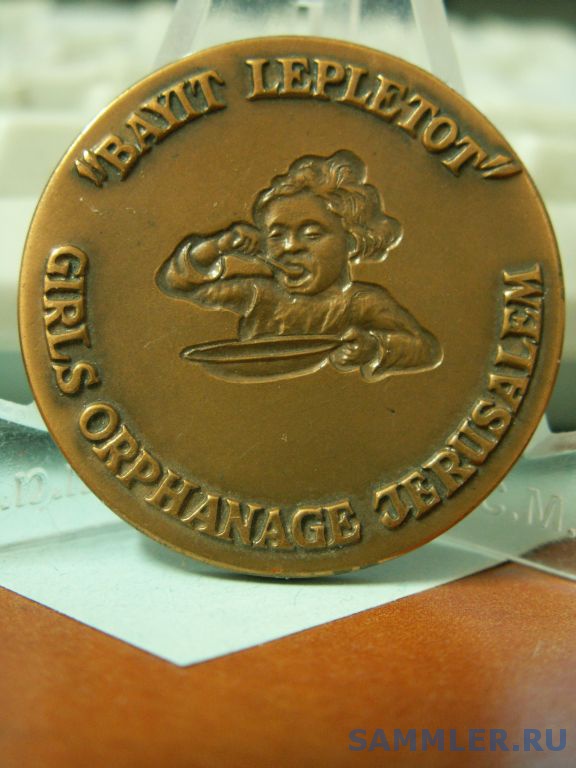 "BAYIT LEPLETOT"
GIRLS ORPHANAGE JERUSALEM
C.M.
SAMMLER.RU